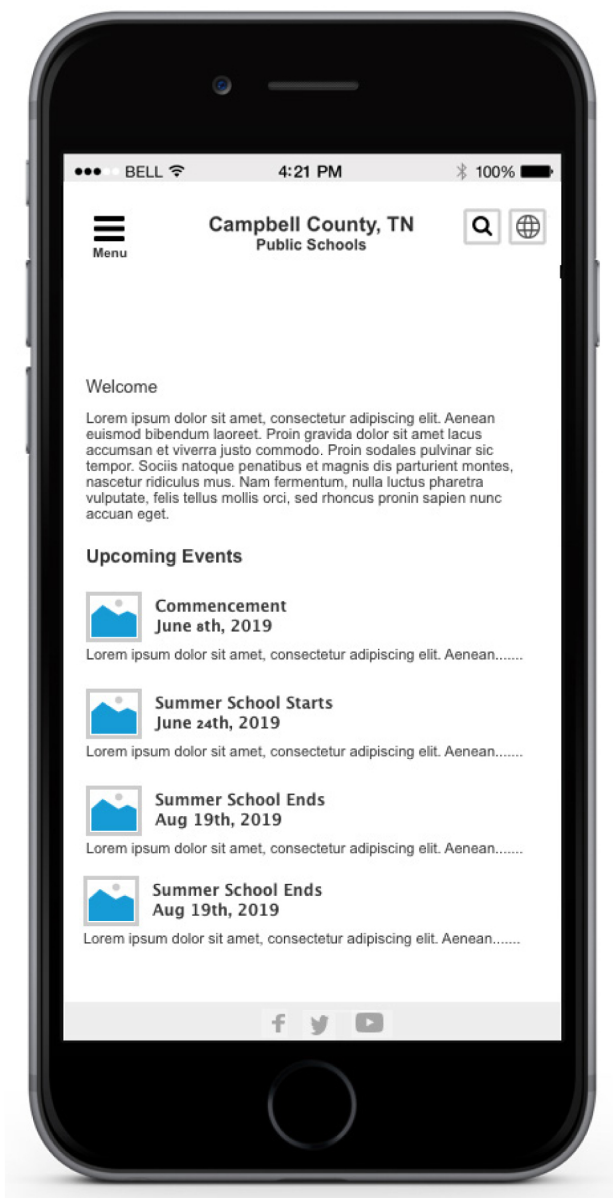 BELL 4:21 PM 100%
Campbell County, TN
Public Schools
Menu
Welcome
Lorem ipsum dolor sit amet, consectetur adipiscing elit. Aenean
euismod bibendum laoreet. Proin gravida dolor sit amet lacus
accumsan et viverra justo commodo. Proin sodales pulvinar sic
tempor. Sociis natoque penatibus et magnis dis parturient montes,
nascetur ridiculus mus. Nam fermentum, nulla luctus pharetra
vulputate, felis tellus mollis orci, sed rhoncus pronin sapien nunc
accuan eget.
Upcoming Events
Commencement
June 8th, 2019
Lorem ipsum dolor sit amet, consectetur adipiscing elit. Aenean.......
Summer School Starts
June 24th, 2019
Lorem ipsum dolor sit amet, consectetur adipiscing elit. Aenean.......
Summer School Ends
Aug 19th, 2019
Lorem ipsum dolor sit amet, consectetur adipiscing elit. Aenean.......
Summer School Ends
Aug 19th, 2019
Lorem ipsum dolor sit amet, consectetur adipiscing elit. Aenean.......